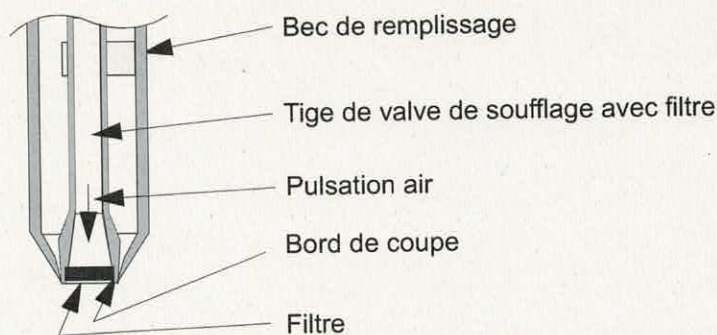 Bec de remplissage
Tige de valve de soufflage avec filtre
Pulsation air
Bord de coupe
Filtre